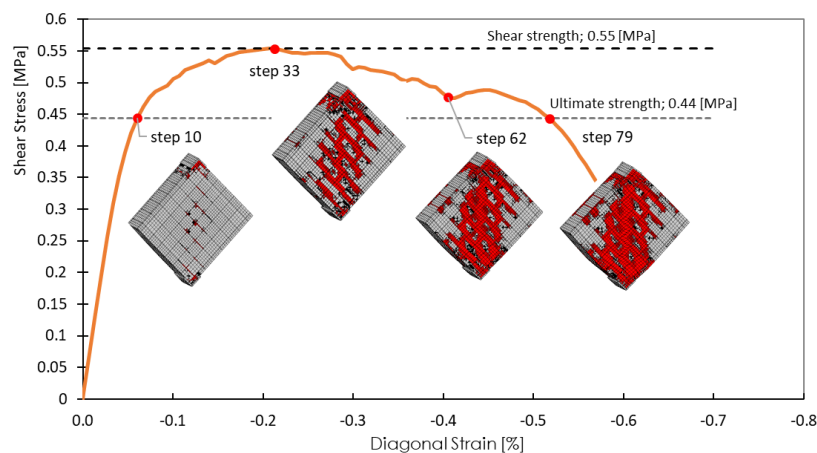 0.6
0.55
0.5
0.45
0.4
0.35
0.3
0.25
0.2
0.15
0.1
0.05
0
Shear Stress [MPa]
Shear strength; 0.55 [MPa]
step 33
Ultimate strength; 0.44 [MPa]
step 10
step 62
step 79
0.0
-0.1
-0.2
-0.3
-0.4
-0.5
-0.6
-0.7
-0.8
Diagonal Strain [%]